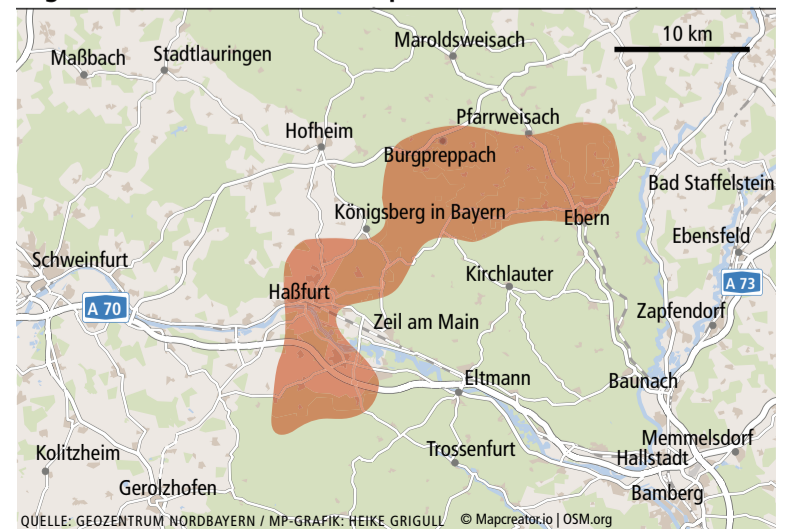 10 km
Maroldsweisach
Maßbach
Stadtlauringen
Pfarrweisach
Hofheim
Burgpreppach
Bad Staffelstein
Königsberg in Bayern
Ebern
Ebensfeld
Schweinfurt
Kirchlauter
A 73
Haßfurt
A 70
Zapfendorf
Zeil am Main
Eltmann
Baunach
Memmelsdorf
Trossenfurt
Kolitzheim
Hallstadt
Gerolzhofen
Bamberg
QUELLE: GEOZENTRUM NORDBAYERN / MP-GRAFIK: HEIKE GRIGULL © Mapcreator.io | OSM.org